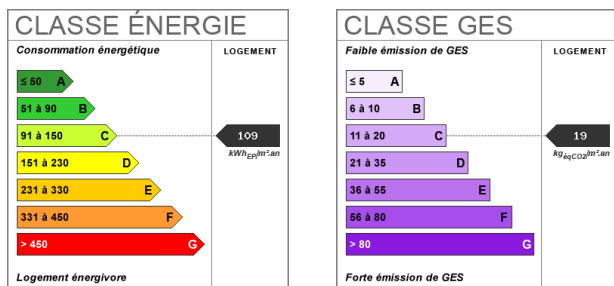 CLASSE ÉNERGIE
Consommation énergétique
LOGEMENT
≤ 50 A
51 à 90 B
91 à 150 C
109
kWhEP/m².an
151 à 230 D
231 à 330 E
331 à 450 F
> 450 G
Logement énergivore
CLASSE GES
Faible émission de GES
LOGEMENT
≤ 5 A
6 à 10 B
11 à 20 C
19
kgéqCO2/m².an
21 à 35 D
36 à 55 E
56 à 80 F
> 80 G
Forte émission de GES